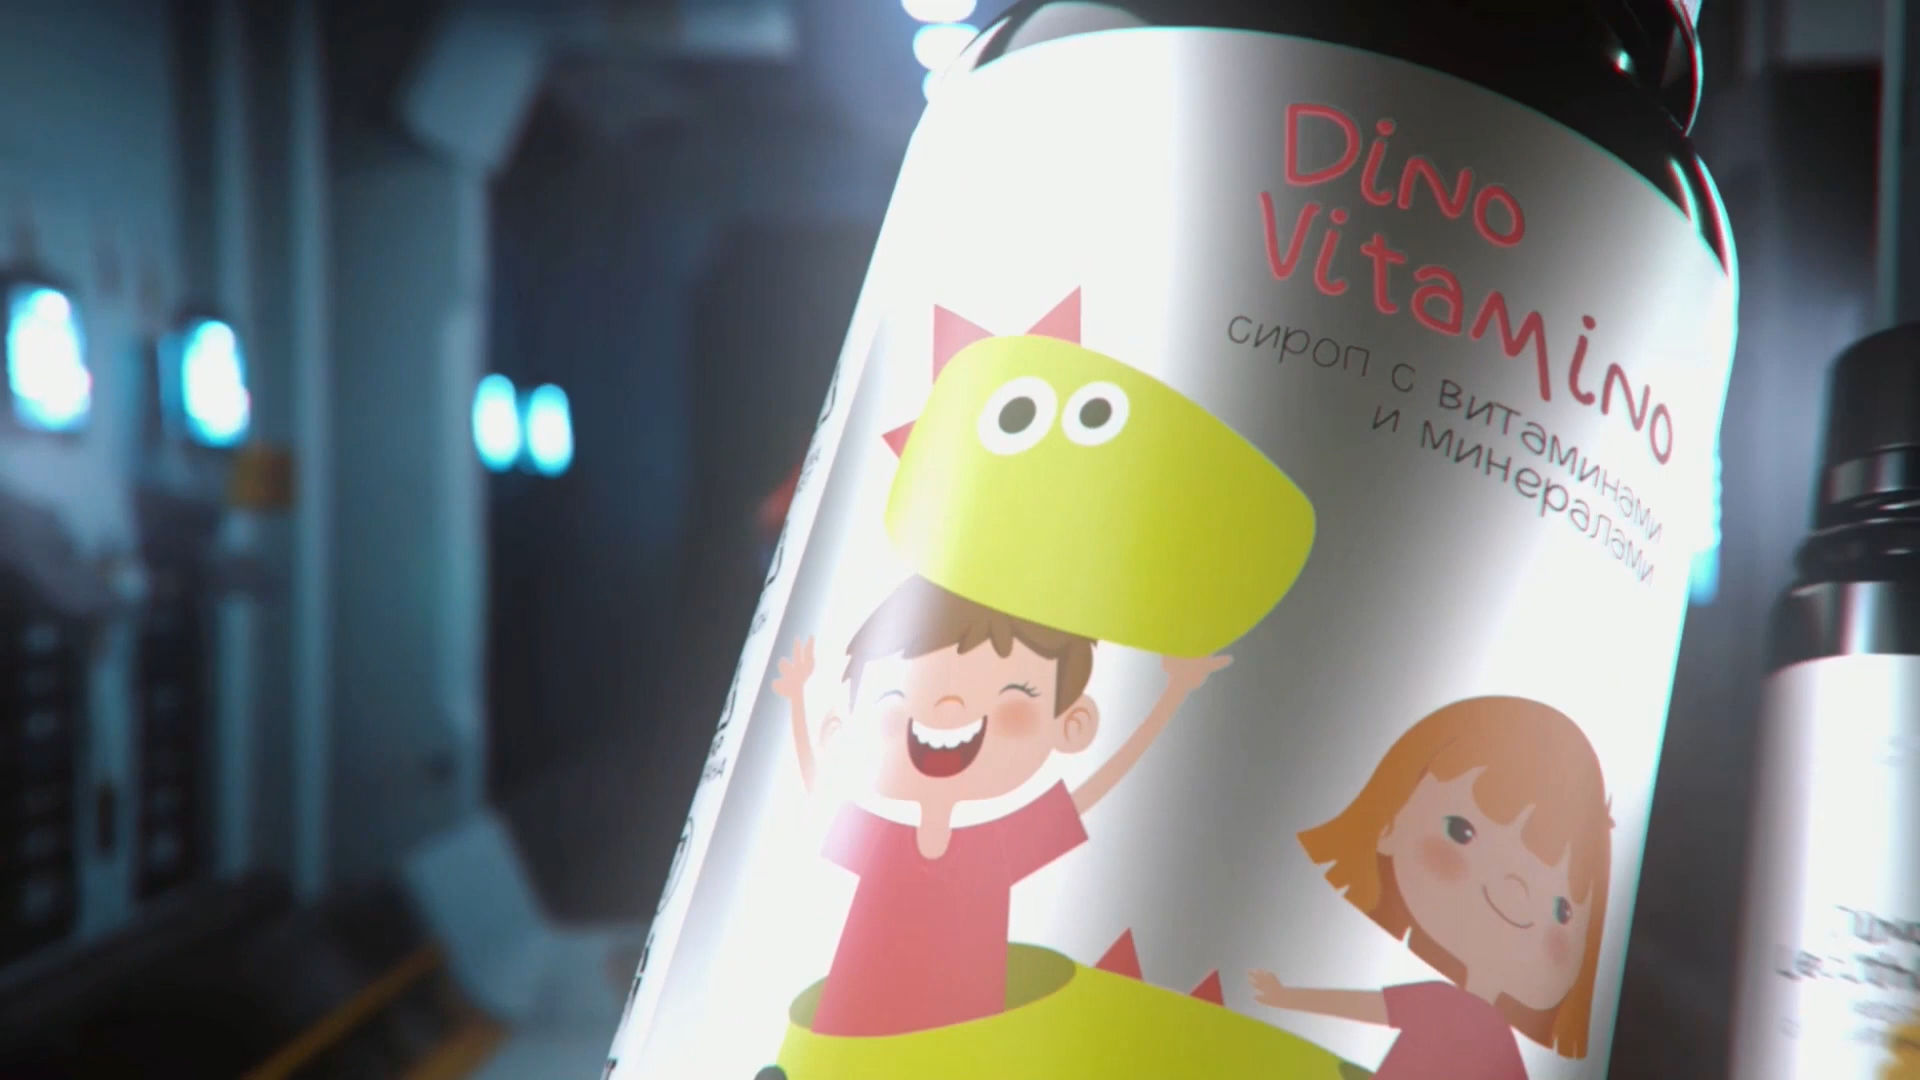 Dino
Vitamino
сироп с витаминами
и минералами